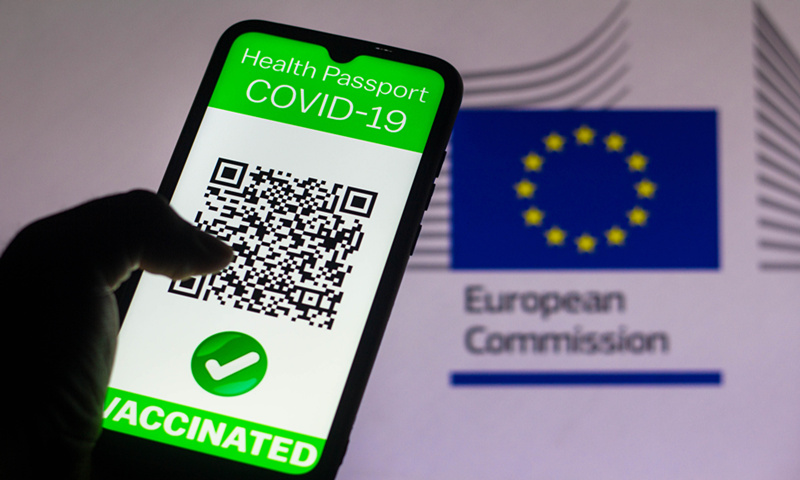 Health Passport
COVID-19
VACCINATED
European
Commission